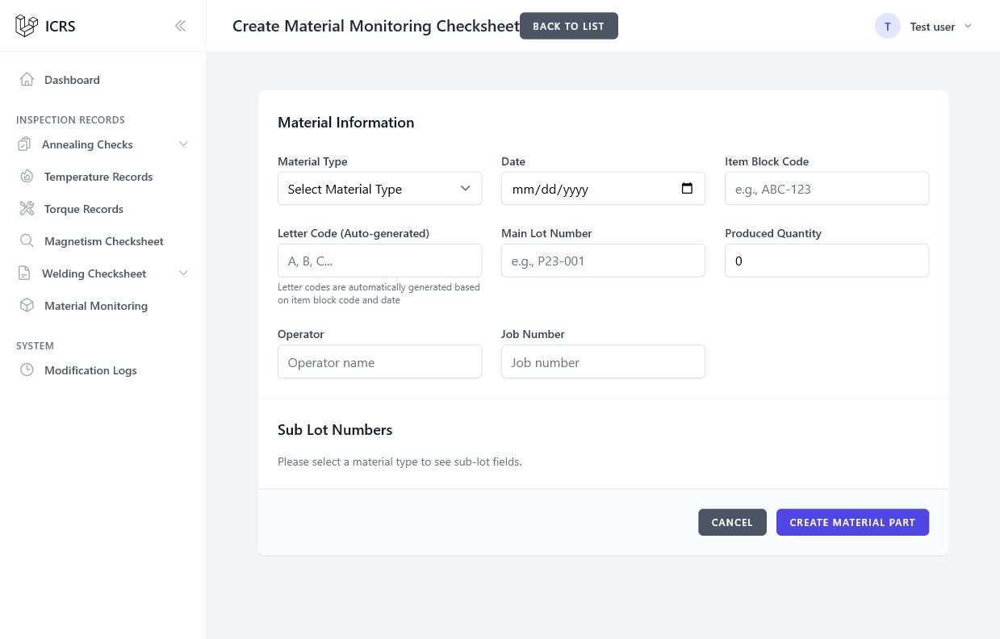 ICRS
Create Material Monitoring Checksheet
BACK TO LIST
T
Test user
Dashboard
INSPECTION RECORDS
Annealing Checks
Temperature Records
Torque Records
Magnetism Checksheet
Welding Checksheet
Material Monitoring
SYSTEM
Modification Logs
Material Information
Material Type
Select Material Type
Date
mm/dd/yyyy
Item Block Code
e.g., ABC-123
Letter Code (Auto-generated)
A, B, C...
Letter codes are automatically generated based
on item block code and date
Main Lot Number
e.g., P23-001
Produced Quantity
0
Operator
Operator name
Job Number
Job number
Sub Lot Numbers
Please select a material type to see sub-lot fields.
CANCEL
CREATE MATERIAL PART